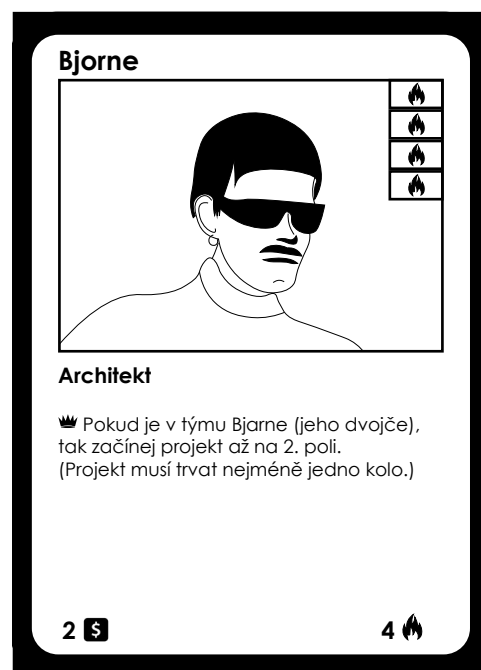 Bjorne
Architekt
Pokud je v týmu Bjarne (jeho dvojče),
tak začínej projekt až na 2. poli.
(Projekt musí trvat nejméně jedno kolo.)
2 $
4